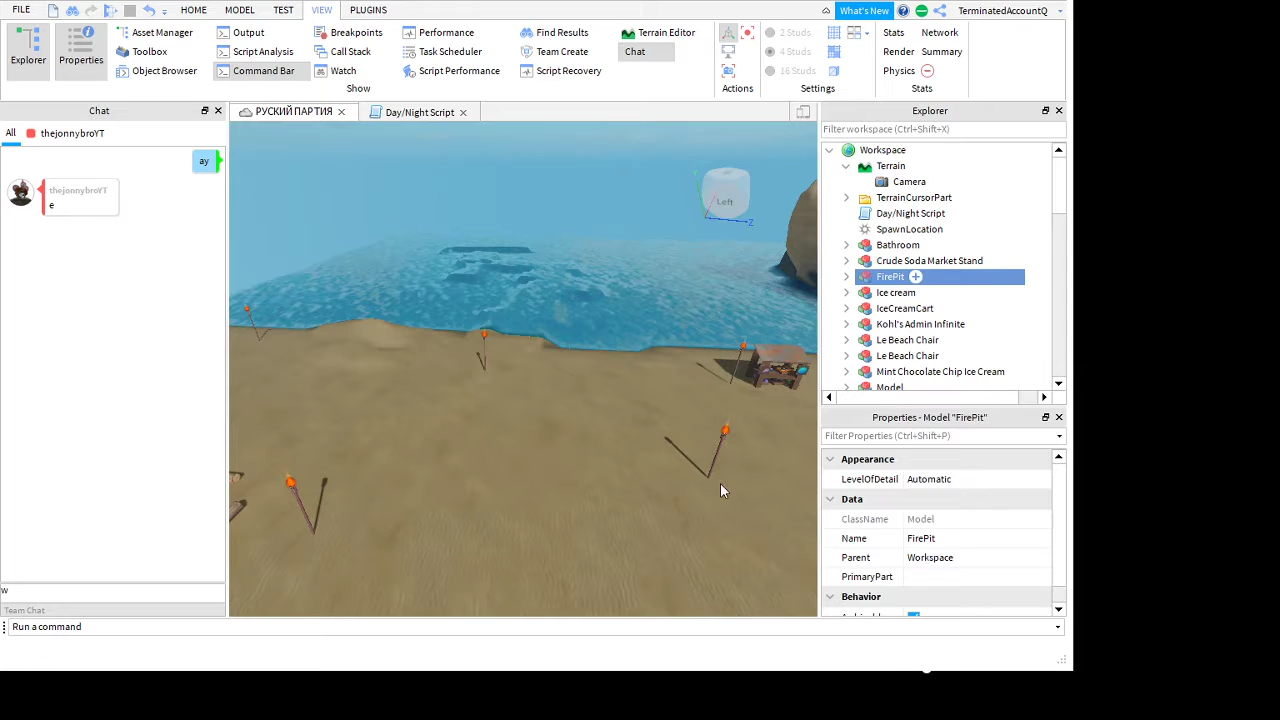 FILE HOME MODEL TEST VIEW PLUGINS What's New TerminatedAccountQ
Explorer Properties
Asset Manager Output Breakpoints Performance Find Results Terrain Editor 2 Studs Stats Network
Toolbox Script Analysis Call Stack Task Scheduler Team Create Chat 4 Studs Render Summary
Object Browser Command Bar Watch Script Performance Script Recovery 16 Studs Physics
Show Actions Settings Stats
Chat РУСКИЙ ПАРТИЯ Day/Night Script Explorer
All thejonnybroYT
Filter workspace (Ctrl+Shift+X)
ay
thejonnybroYT
e
Left
Y
Z
Workspace
Terrain
Camera
TerrainCursorPart
Day/Night Script
SpawnLocation
Bathroom
Crude Soda Market Stand
FirePit
Ice cream
IceCreamCart
Kohl's Admin Infinite
Le Beach Chair
Le Beach Chair
Mint Chocolate Chip Ice Cream
Model
Properties - Model "FirePit"
Filter Properties (Ctrl+Shift+P)
Appearance
LevelOfDetail Automatic
Data
ClassName Model
Name FirePit
Parent Workspace
PrimaryPart
Behavior
w
Team Chat
Run a command